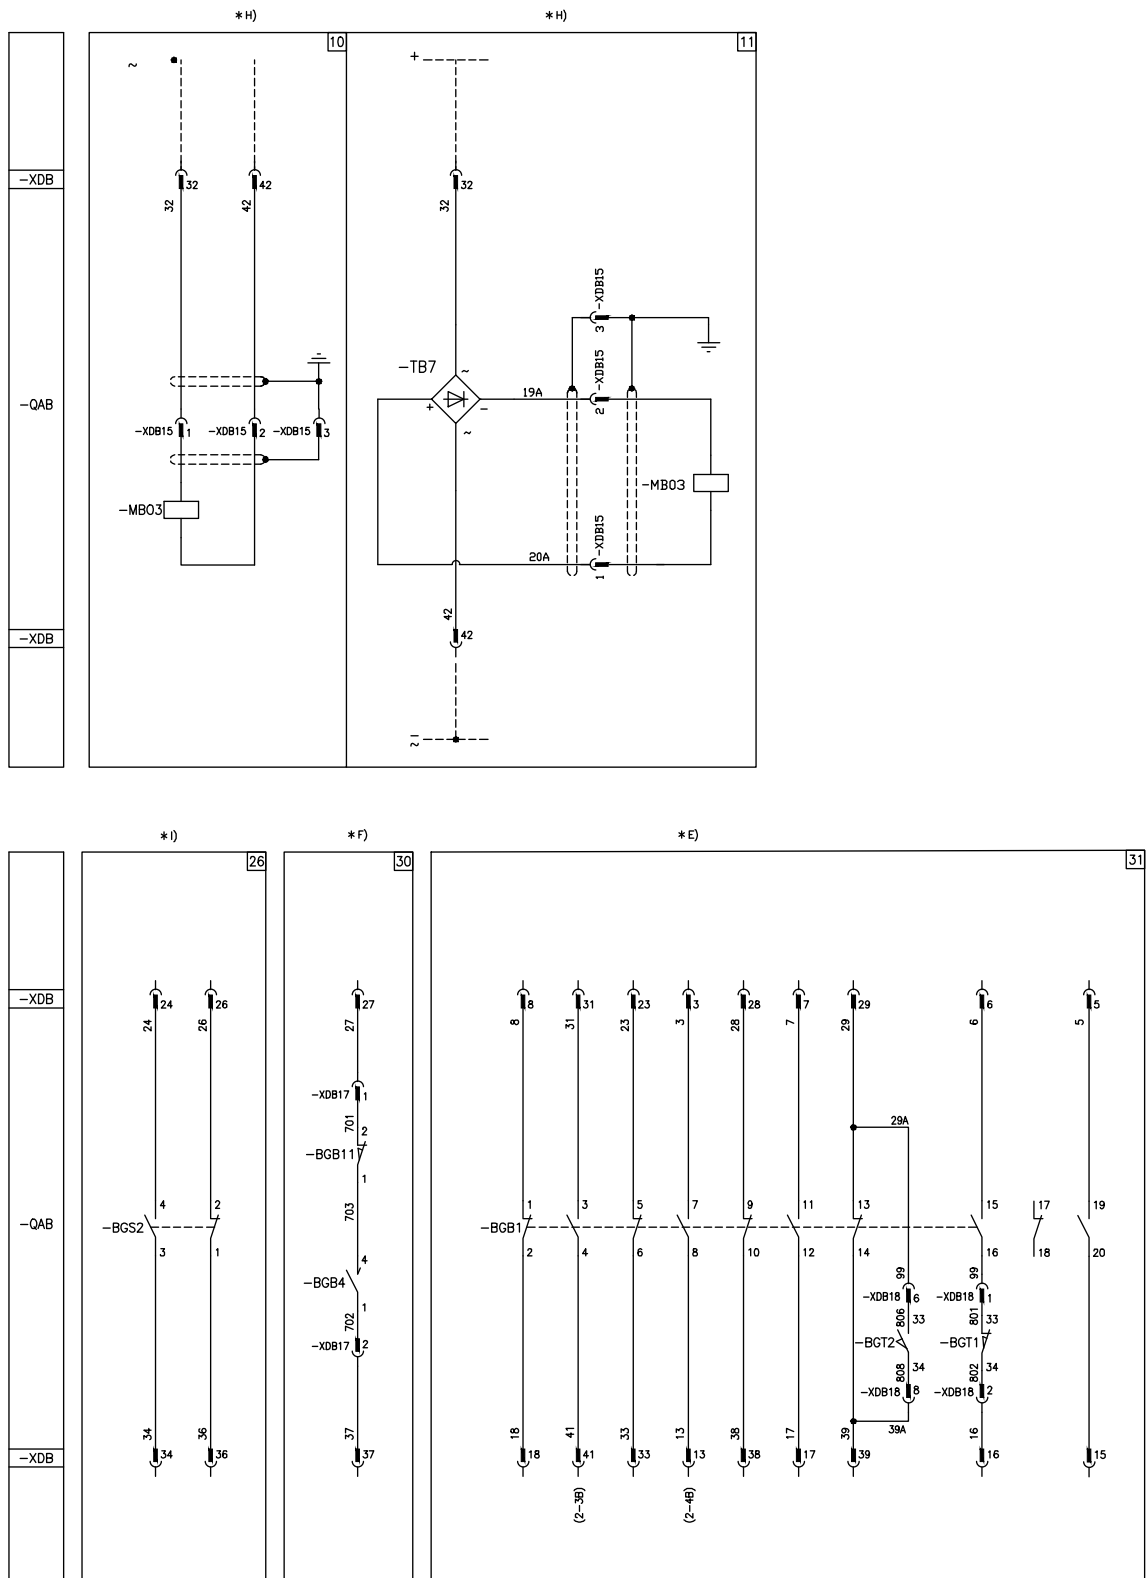 *H) *H)
10 11
~ +
-XDB 32 42 32
32 42 32
-XDB15
3
-TB7 ~ -XDB15
-QAB + - 19A 2
~
-XDB15 1 -XDB15 2 -XDB15 3
-MB03 -MB03
-XDB15
20A 1
42
-XDB 42
-
~
*I) *F) *E)
26 30 31
-XDB 24 26 27 8 31 23 3 28 7 29 6 5
24 26 27 8 31 23 3 28 7 29 6 5
-XDB17 1
701 2 29A
-BGB11
1
703
4 2 1 3 5 7 9 11 13 15 17 19
-QAB -BGS2 -BGB1
3 1 2 4 6 8 10 12 14 16 18 20
4 99 99
-BGB4 -XDB18 6 -XDB18 1
1 806 33 801 33
702 -BGT2 -BGT1
-XDB17 2 808 34 802 34
-XDB18 8 -XDB18 2
39A
34 36 37 18 41 33 13 38 17 39 16
-XDB 34 36 37 18 41 33 13 38 17 39 16 15
(2-3B) (2-4B)